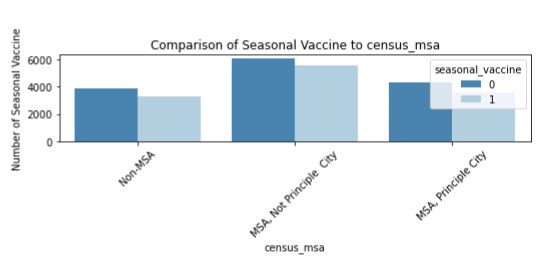 Comparison of Seasonal Vaccine to census_msa
Number of Seasonal Vaccine
6000
4000
2000
0
seasonal_vaccine
0
1
Non-MSA
MSA, Not Principle  City
MSA, Principle City
census_msa